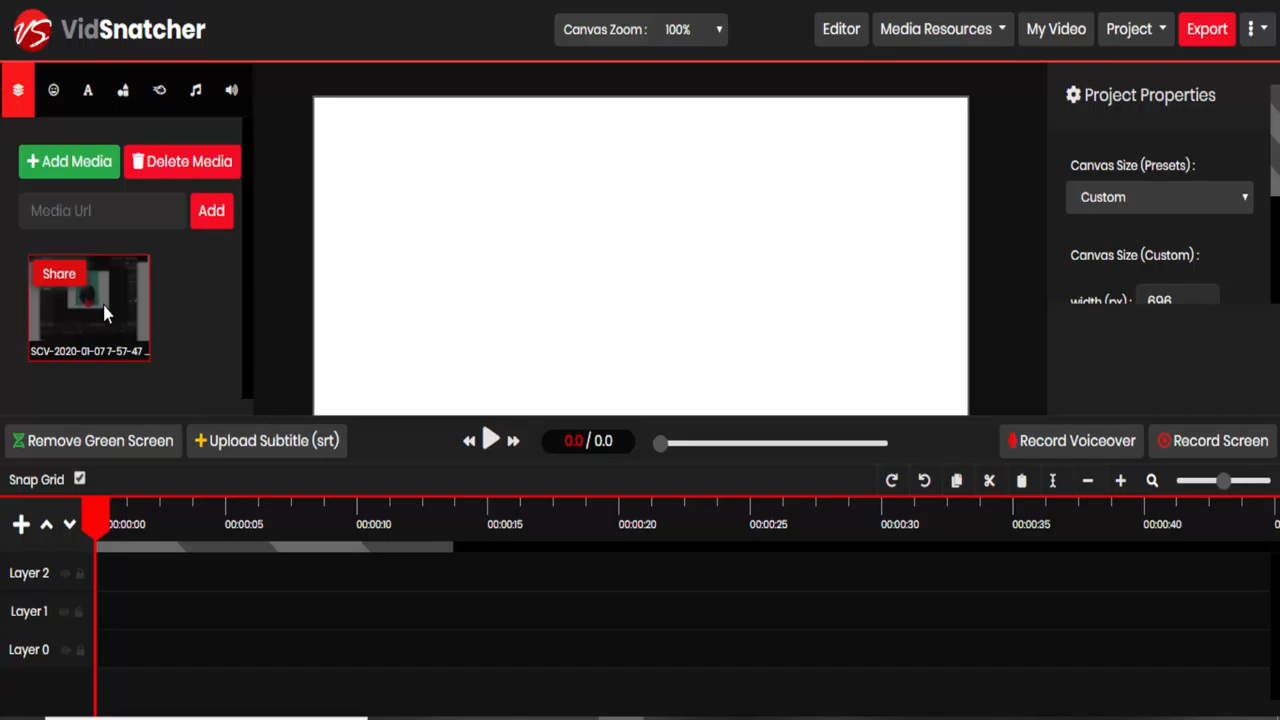 VS VidSnatcher
Canvas Zoom : 100%
Editor
Media Resources
My Video
Project
Export
Project Properties
Add Media
Delete Media
Canvas Size (Presets) :
Custom
Media Url
Add
Canvas Size (Custom) :
Share
width (px) : 696
SCV-2020-01-07 7-57-47 ...
Remove Green Screen
Upload Subtitle (srt)
0.0 / 0.0
Record Voiceover
Record Screen
Snap Grid
00:00:00
00:00:05
00:00:10
00:00:15
00:00:20
00:00:25
00:00:30
00:00:35
00:00:40
Layer 2
Layer 1
Layer 0